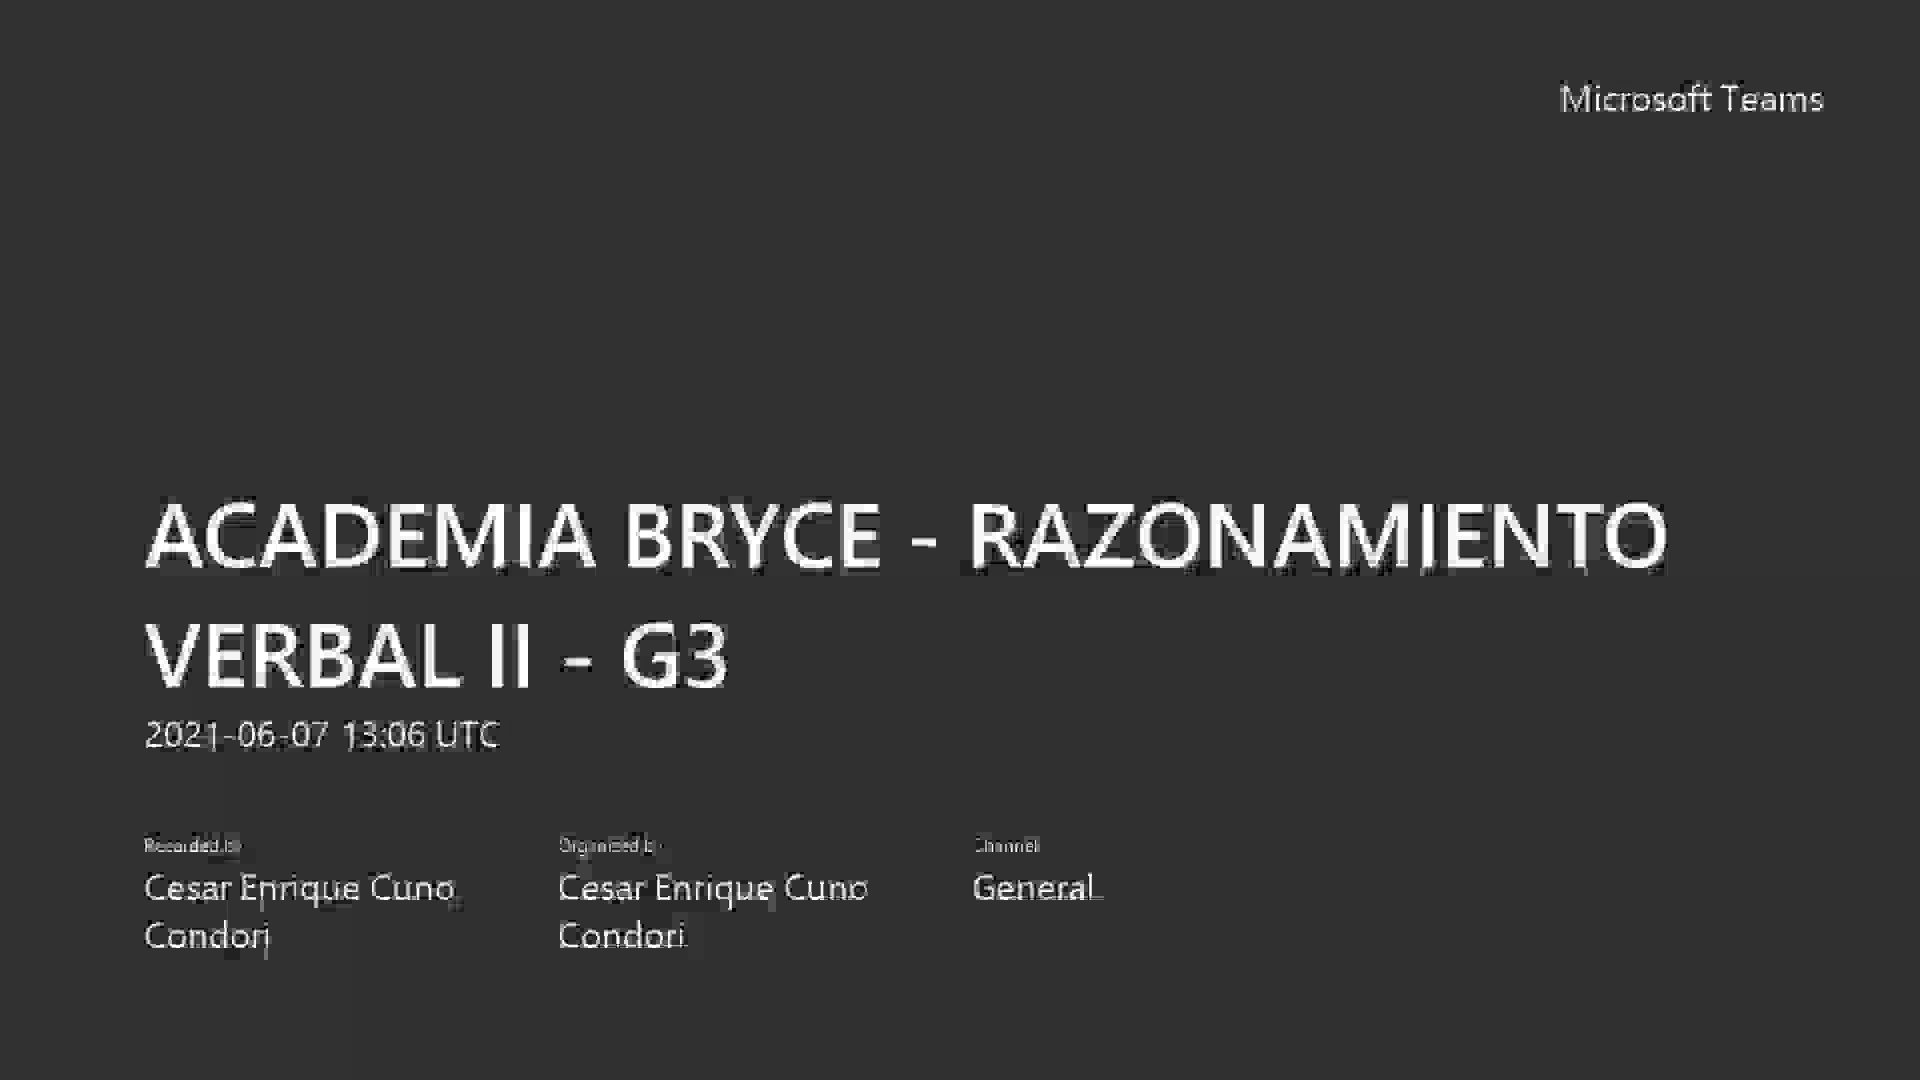 Microsoft Teams
ACADEMIA BRYCE - RAZONAMIENTO
VERBAL II - G3
2021-06-07 13:06 UTC
Recorded by
Organized by
Channel
Cesar Enrique Cuno
Cesar Enrique Cuno
General
Condori
Condori